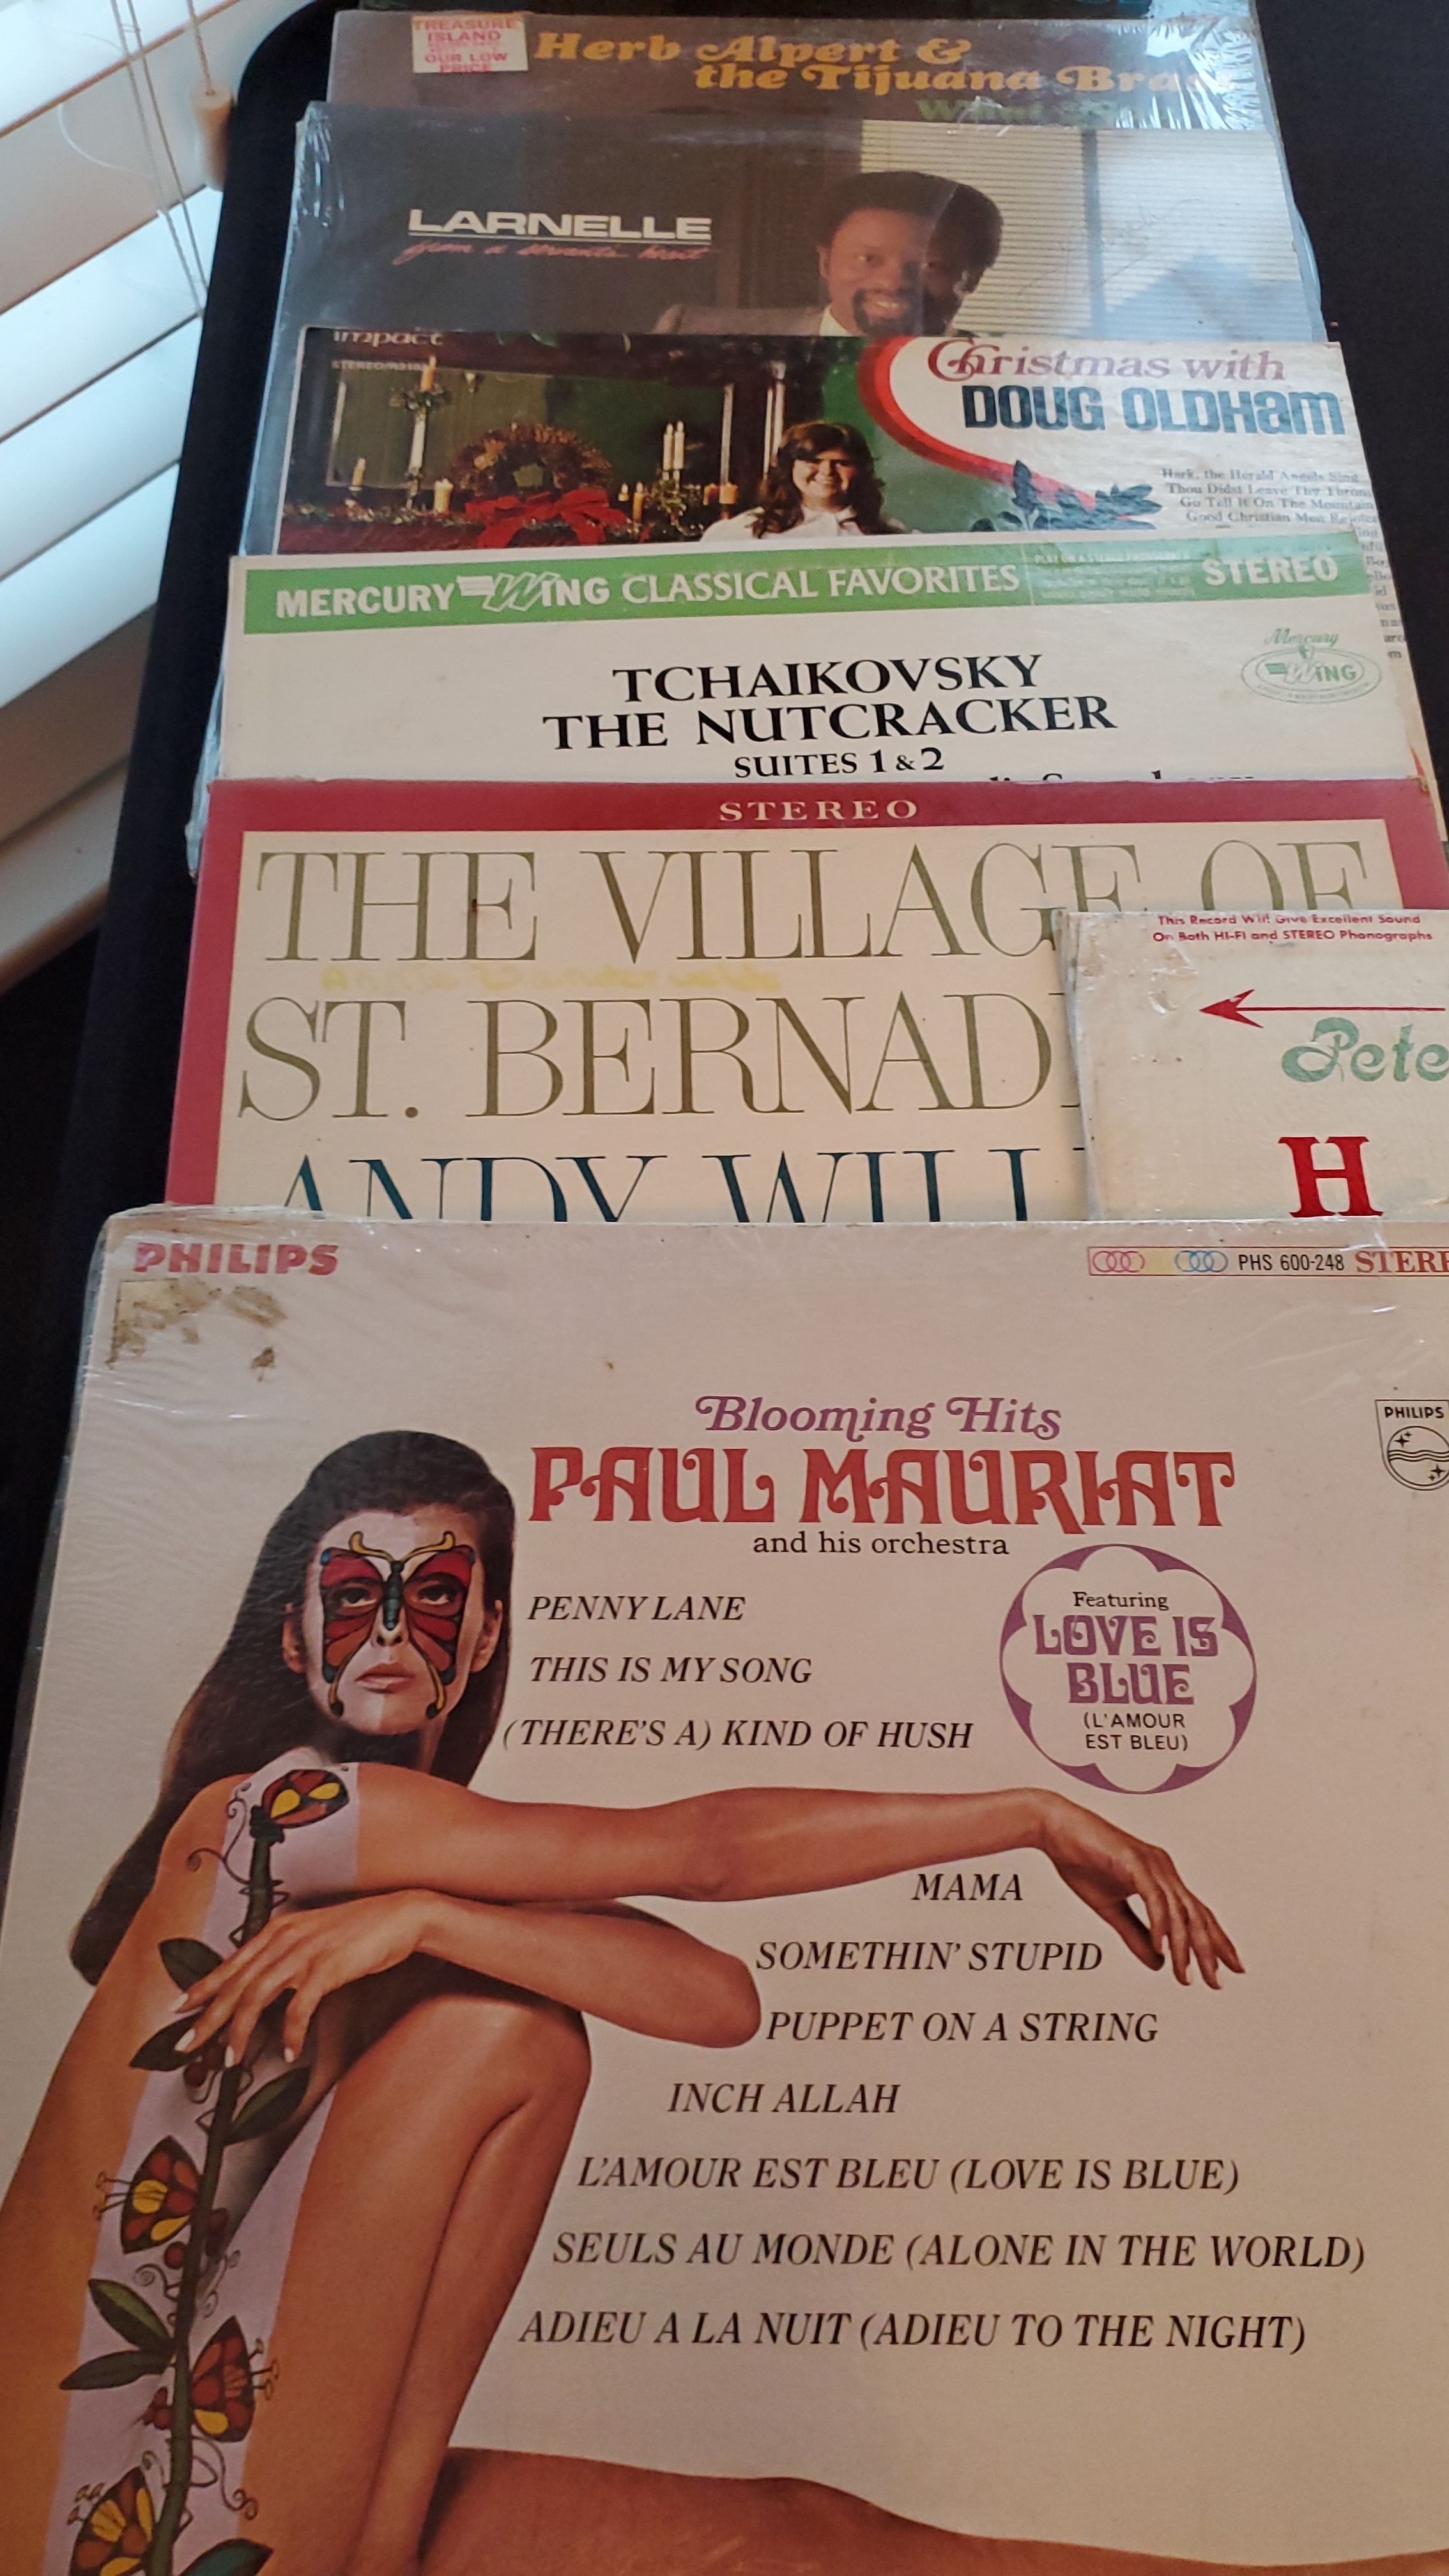 TREASURE
ISLAND
OUR LOW
PRICE
Herb Alpert &
the Tijuana Bra
LARNELLE
from a servants heart
impact
Christmas with
DOUG OLDHam
Hark, the Herald Angels Sing
Thou Didst Leave Thy Throne
Go Tell It On The Mountain
Good Christian Men Rejoice
MERCURY WING CLASSICAL FAVORITES
STEREO
Mercury
WING
TCHAIKOVSKY
THE NUTCRACKER
SUITES 1 & 2
STEREO
THE VILLAGE OF
ST. BERNAD
ANDY WILL
This Record Will Give Excellent Sound
On Both HI-FI and STEREO Phonographs
Pete
H
PHILIPS
PHS 600-248 STERE
Blooming Hits
PAUL MAURIAT
and his orchestra
PHILIPS
PENNY LANE
THIS IS MY SONG
(THERE'S A) KIND OF HUSH
Featuring
LOVE IS
BLUE
(L'AMOUR
EST BLEU)
MAMA
SOMETHIN' STUPID
PUPPET ON A STRING
INCH ALLAH
L'AMOUR EST BLEU (LOVE IS BLUE)
SEULS AU MONDE (ALONE IN THE WORLD)
ADIEU A LA NUIT (ADIEU TO THE NIGHT)